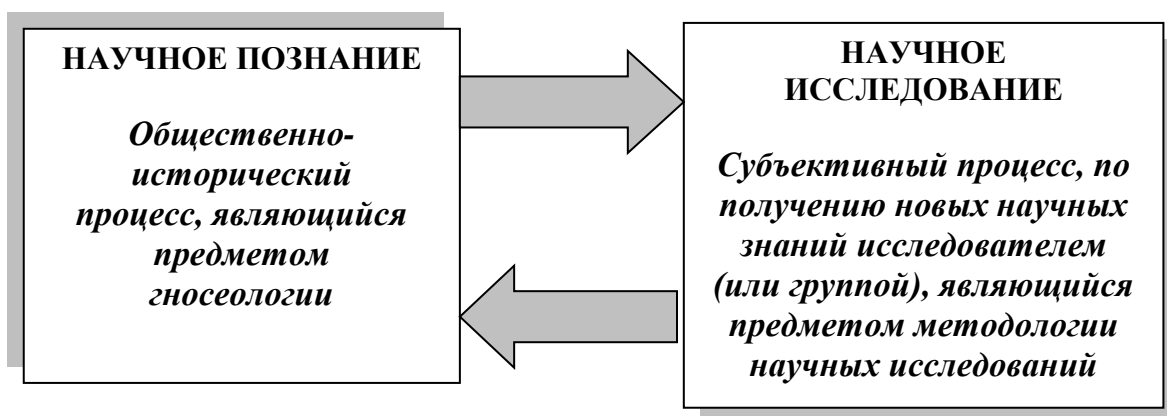 НАУЧНОЕ ПОЗНАНИЕ
Общественно-
исторический
процесс, являющийся
предметом
гносеологии
НАУЧНОЕ
ИССЛЕДОВАНИЕ
Субъективный процесс, по
получению новых научных
знаний исследователем
(или группой), являющийся
предметом методологии
научных исследований